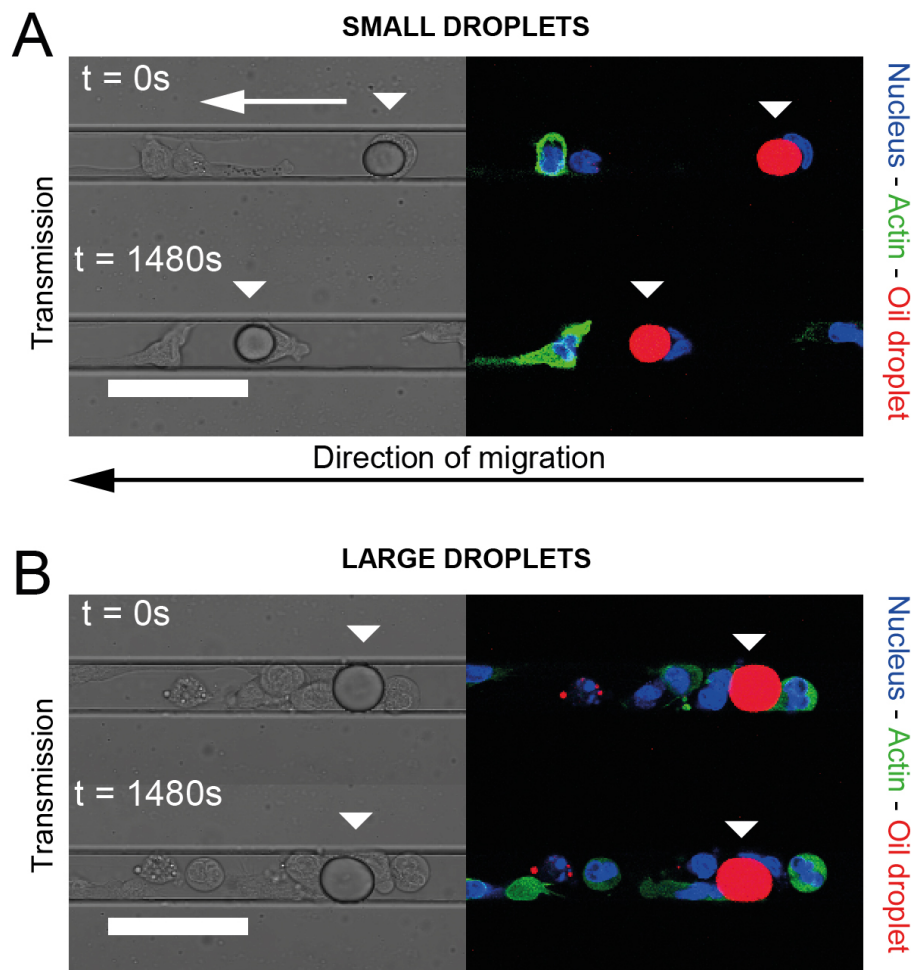 A
SMALL DROPLETS
t = 0s
t = 1480s
Transmission
Nucleus - Actin - Oil droplet
Direction of migration
B
LARGE DROPLETS
t = 0s
t = 1480s
Transmission
Nucleus - Actin - Oil droplet